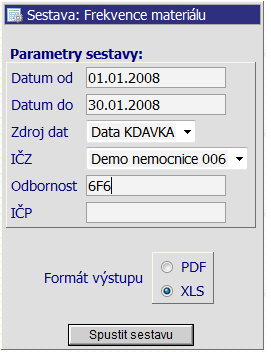 Sestava: Frekvence materiálu
Parametry sestavy:
Datum od 01.01.2008
Datum do 30.01.2008
Zdroj dat Data KDAVKA
IČZ Demo nemocnice 006
Odbornost 6F6
IČP
Formát výstupu
PDF
XLS
Spustit sestavu